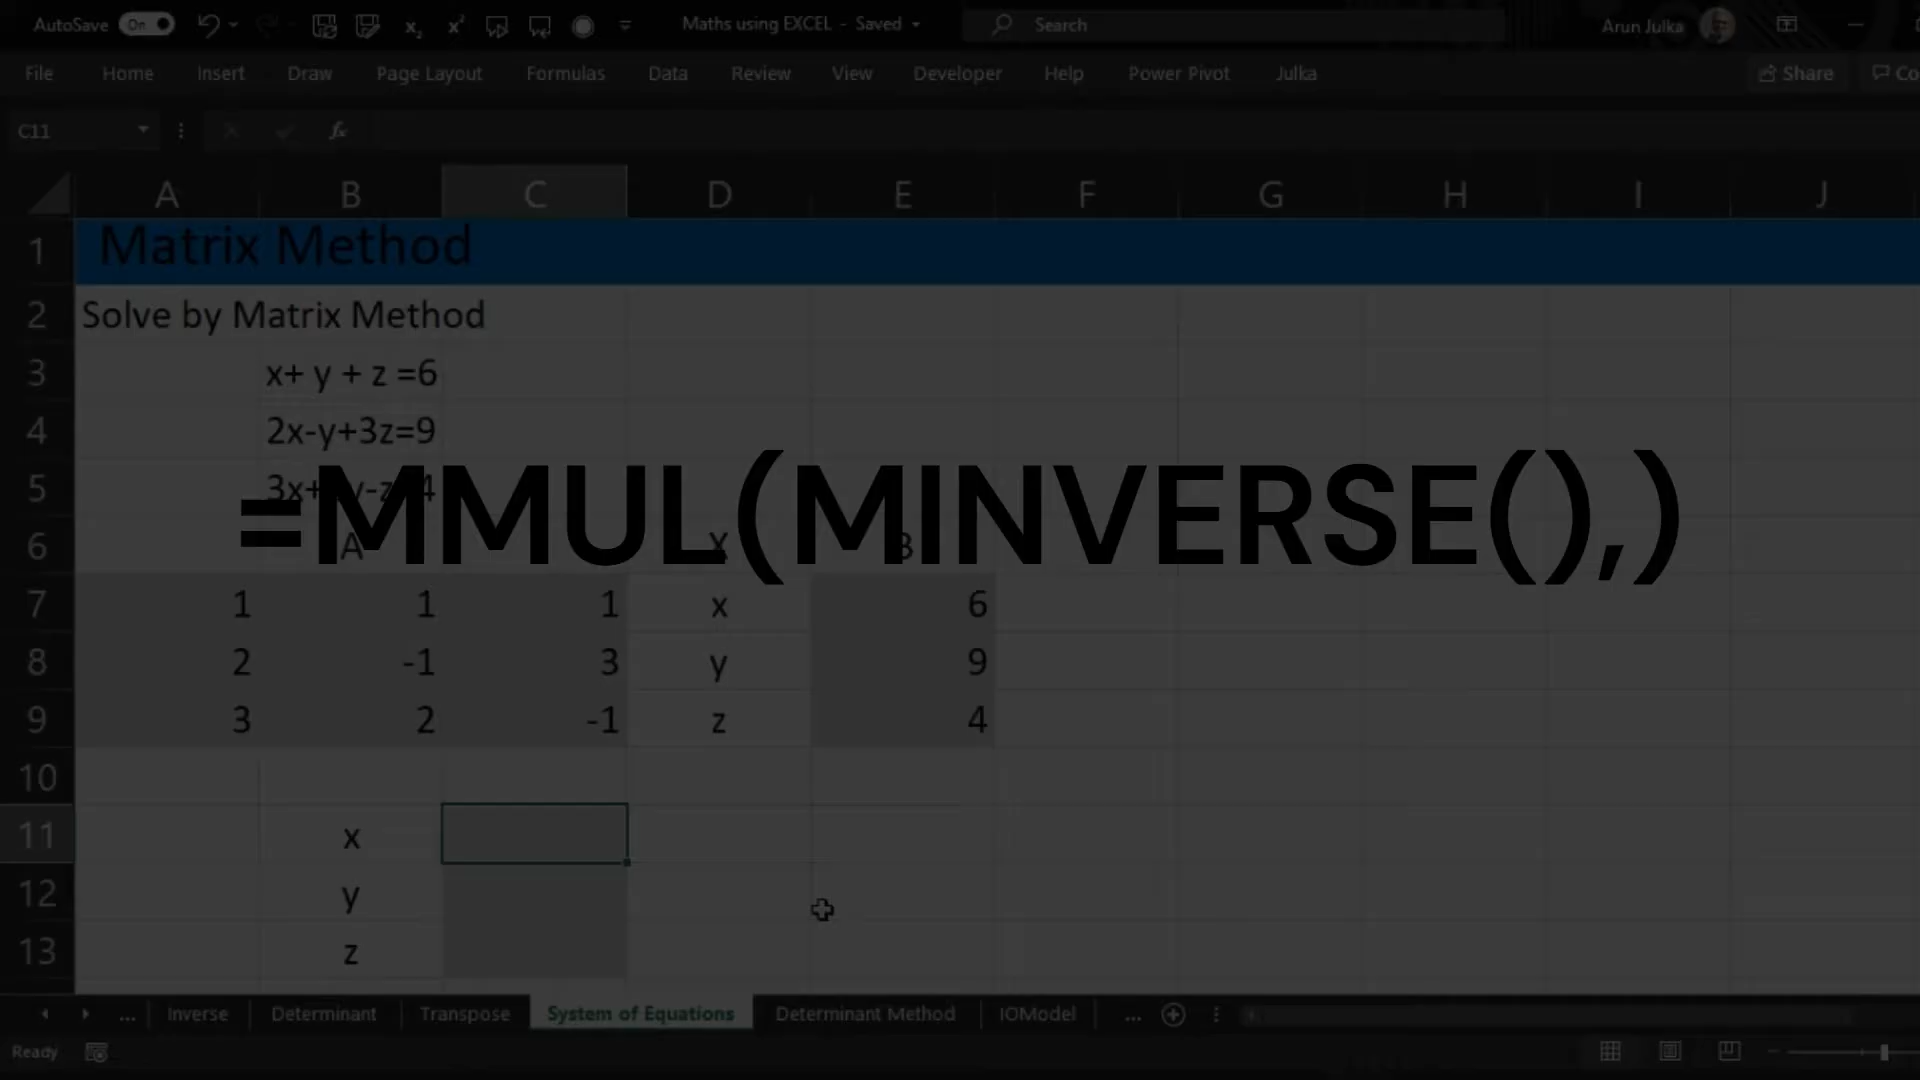 AutoSave On Maths using EXCEL - Saved Search Arun Julka
File Home Insert Draw Page Layout Formulas Data Review View Developer Help Power Pivot Julka Share Co
C11 fx
A B C D E F G H I J
1 Matrix Method
2 Solve by Matrix Method
3 x+ y + z =6
4 2x-y+3z=9
5
=MMUL(MINVERSE(),)
6 A X B
7 1 1 1 x 6
8 2 -1 3 y 9
9 3 2 -1 z 4
10
11 x
12 y
13 z
... Inverse Determinant Transpose System of Equations Determinant Method IOModel ...
Ready